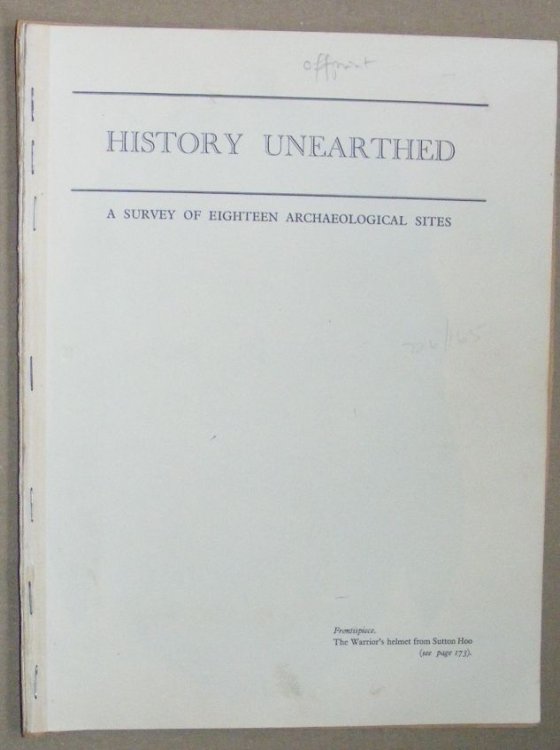 offprint
HISTORY UNEARTHED
A SURVEY OF EIGHTEEN ARCHAEOLOGICAL SITES
Frontispiece.
The Warrior's helmet from Sutton Hoo
(see page 173).